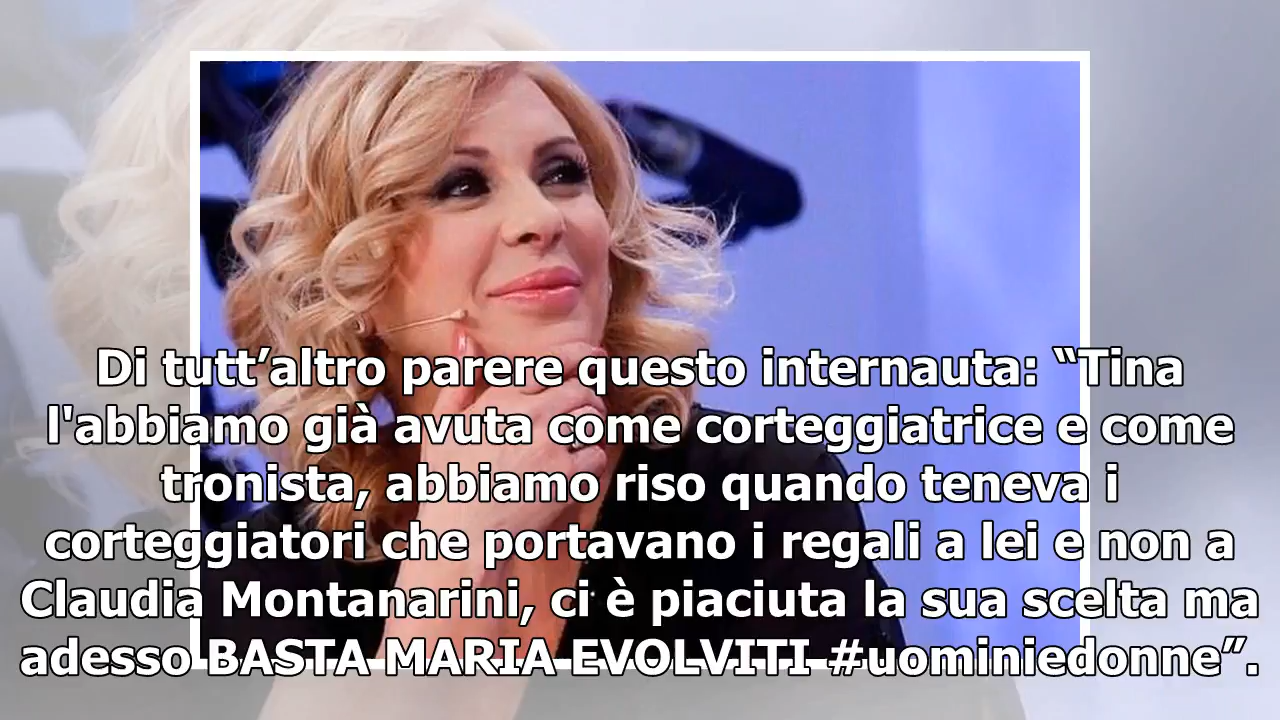 Di tutt’altro parere questo internauta: “Tina
l'abbiamo già avuta come corteggiatrice e come
tronista, abbiamo riso quando teneva i
corteggiatori che portavano i regali a lei e non a
Claudia Montanarini, ci è piaciuta la sua scelta ma
adesso BASTA MARIA EVOLVITI #uominiedonne”.